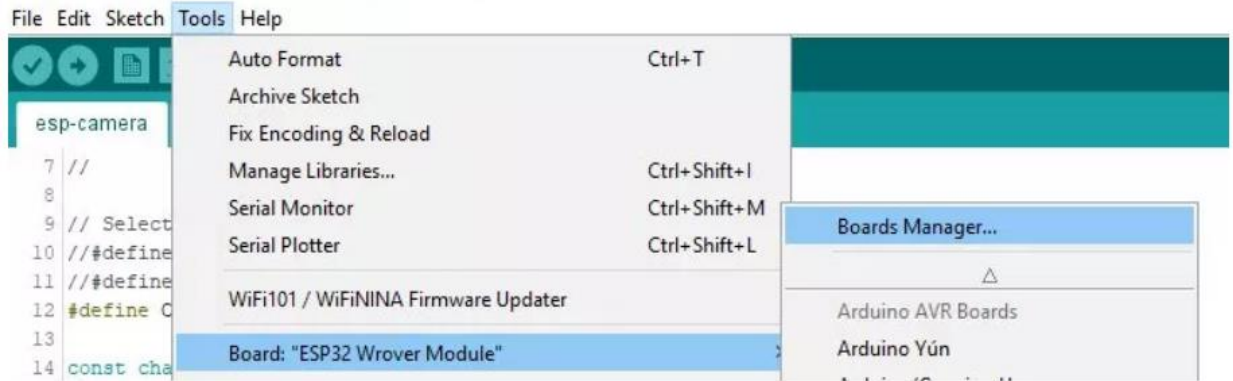 File Edit Sketch Tools Help
Auto Format Ctrl+T
Archive Sketch
esp-camera
Fix Encoding & Reload
7 //
Manage Libraries... Ctrl+Shift+I
8
Serial Monitor Ctrl+Shift+M
9 // Select
Boards Manager...
10 //#define
Serial Plotter Ctrl+Shift+L
11 //#define
WiFi101 / WiFiNINA Firmware Updater
12 #define C
Arduino AVR Boards
13
Board: "ESP32 Wrover Module"
Arduino Yún
14 const cha